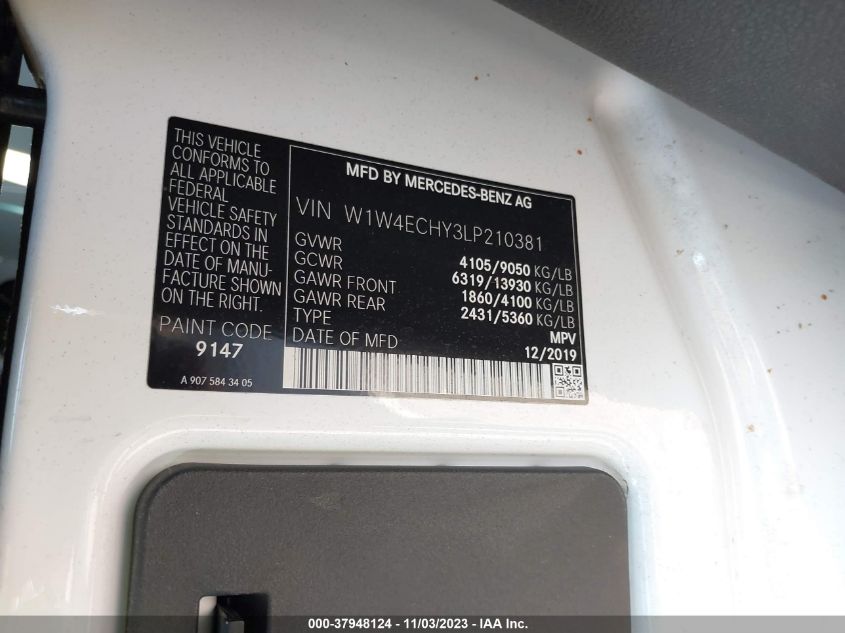 THIS VEHICLE
CONFORMS TO
ALL APPLICABLE
FEDERAL
VEHICLE SAFETY
STANDARDS IN
EFFECT ON THE
DATE OF MANU-
FACTURE SHOWN
ON THE RIGHT.
PAINT CODE
9147
A 907 584 34 05
MFD BY MERCEDES-BENZ AG
VIN W1W4ECHY3LP210381
GVWR 4105/9050 KG/LB
GCWR 6319/13930 KG/LB
GAWR FRONT 1860/4100 KG/LB
GAWR REAR 2431/5360 KG/LB
TYPE MPV
DATE OF MFD 12/2019
000-37948124 - 11/03/2023 - IAA Inc.